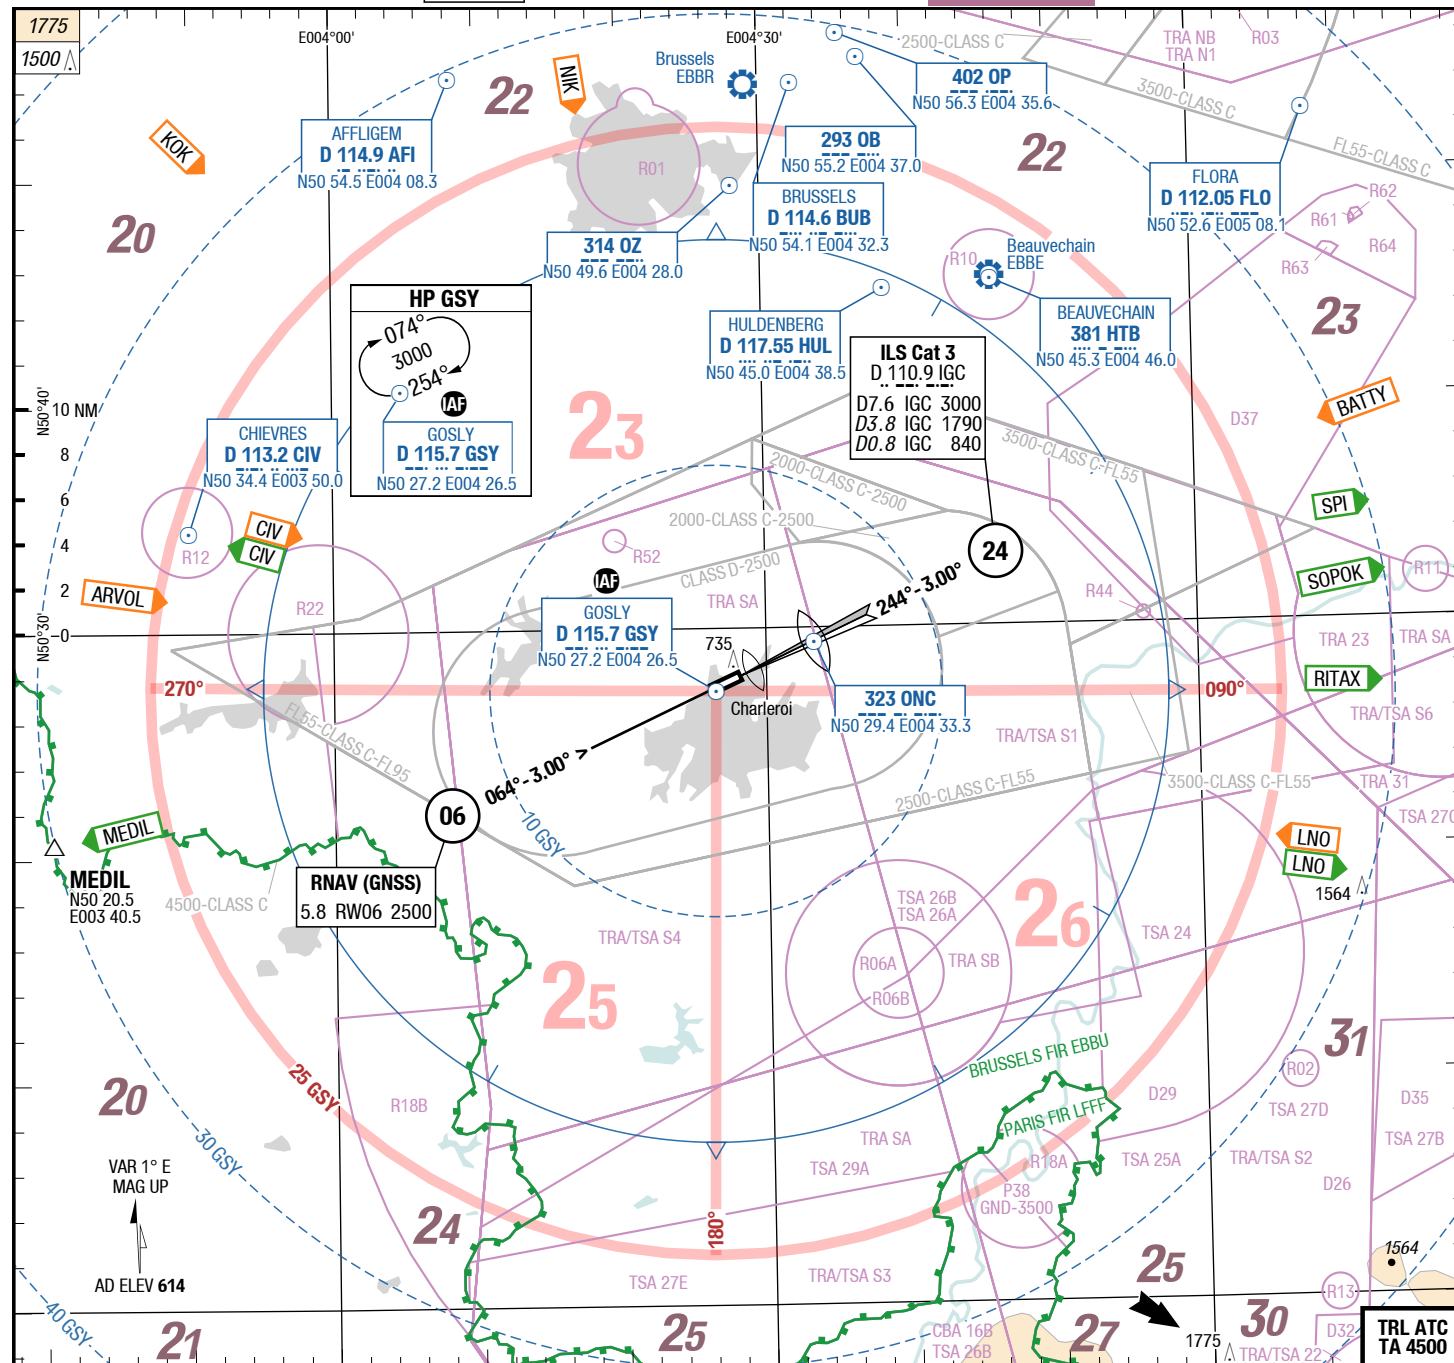 1775
1500
E004°00'
E004°30'
Brussels
EBBR
NIK
KOK
22
2500-CLASS C
TRA NB
TRA N1
R03
402 OP
N50 56.3 E004 35.6
3500-CLASS C
FL55-CLASS C
AFFLIGEM
D 114.9 AFI
N50 54.5 E004 08.3
293 OB
N50 55.2 E004 37.0
22
R01
BRUSSELS
D 114.6 BUB
N50 54.1 E004 32.3
FLORA
D 112.05 FLO
N50 52.6 E005 08.1
R62
R61
R64
R63
20
314 OZ
N50 49.6 E004 28.0
R10
Beauvechain
EBBE
HP GSY
074°
3000
254°
IAF
GOSLY
D 115.7 GSY
N50 27.2 E004 26.5
HULDENBERG
D 117.55 HUL
N50 45.0 E004 38.5
BEAUVECHAIN
381 HTB
N50 45.3 E004 46.0
23
ILS Cat 3
D 110.9 IGC
D7.6 IGC 3000
D3.8 IGC 1790
D0.8 IGC 840
BATTY
N50°40'
10 NM
8
6
4
2
0
N50°30'
23
D37
CHIEVRES
D 113.2 CIV
N50 34.4 E003 50.0
3500-CLASS C-FL55
2000-CLASS C-2500
2000-CLASS C-2500
SPI
CIV
CIV
R12
R52
24
CLASS D-2500
IAF
SOPOK
R11
ARVOL
R22
TRA SA
244°- 3.00°
R44
GOSLY
D 115.7 GSY
N50 27.2 E004 26.5
735
TRA 23
TRA SA
270°
090°
RITAX
Charleroi
323 ONC
N50 29.4 E004 33.3
TRA/TSA S6
FL55-CLASS C-FL95
TRA/TSA S1
064°- 3.00° >
3500-CLASS C-FL55
2500-CLASS C-FL55
TRA 31
TSA 270
06
10 GSY
MEDIL
LNO
LNO
1564
MEDIL
N50 20.5
E003 40.5
4500-CLASS C
RNAV (GNSS)
5.8 RW06 2500
TSA 26B
TSA 26A
26
TRA/TSA S4
TSA 24
R06A
TRA SB
R06B
25
BRUSSELS FIR EBBU
31
R02
20
25 GSY
R18B
PARIS FIR LFFF
D29
TSA 27D
D35
30 GSY
TRA SA
TSA 27B
TSA 29A
R18A
TSA 25A
TRA/TSA S2
VAR 1° E
MAG UP
P38
GND-3500
D26
24
180°
AD ELEV 614
TSA 27E
TRA/TSA S3
25
1564
R13
40 GSY
21
25
CBA 16B
TSA 26B
27
1775
30
D32
TRA/TSA 22
TRL ATC
TA 4500